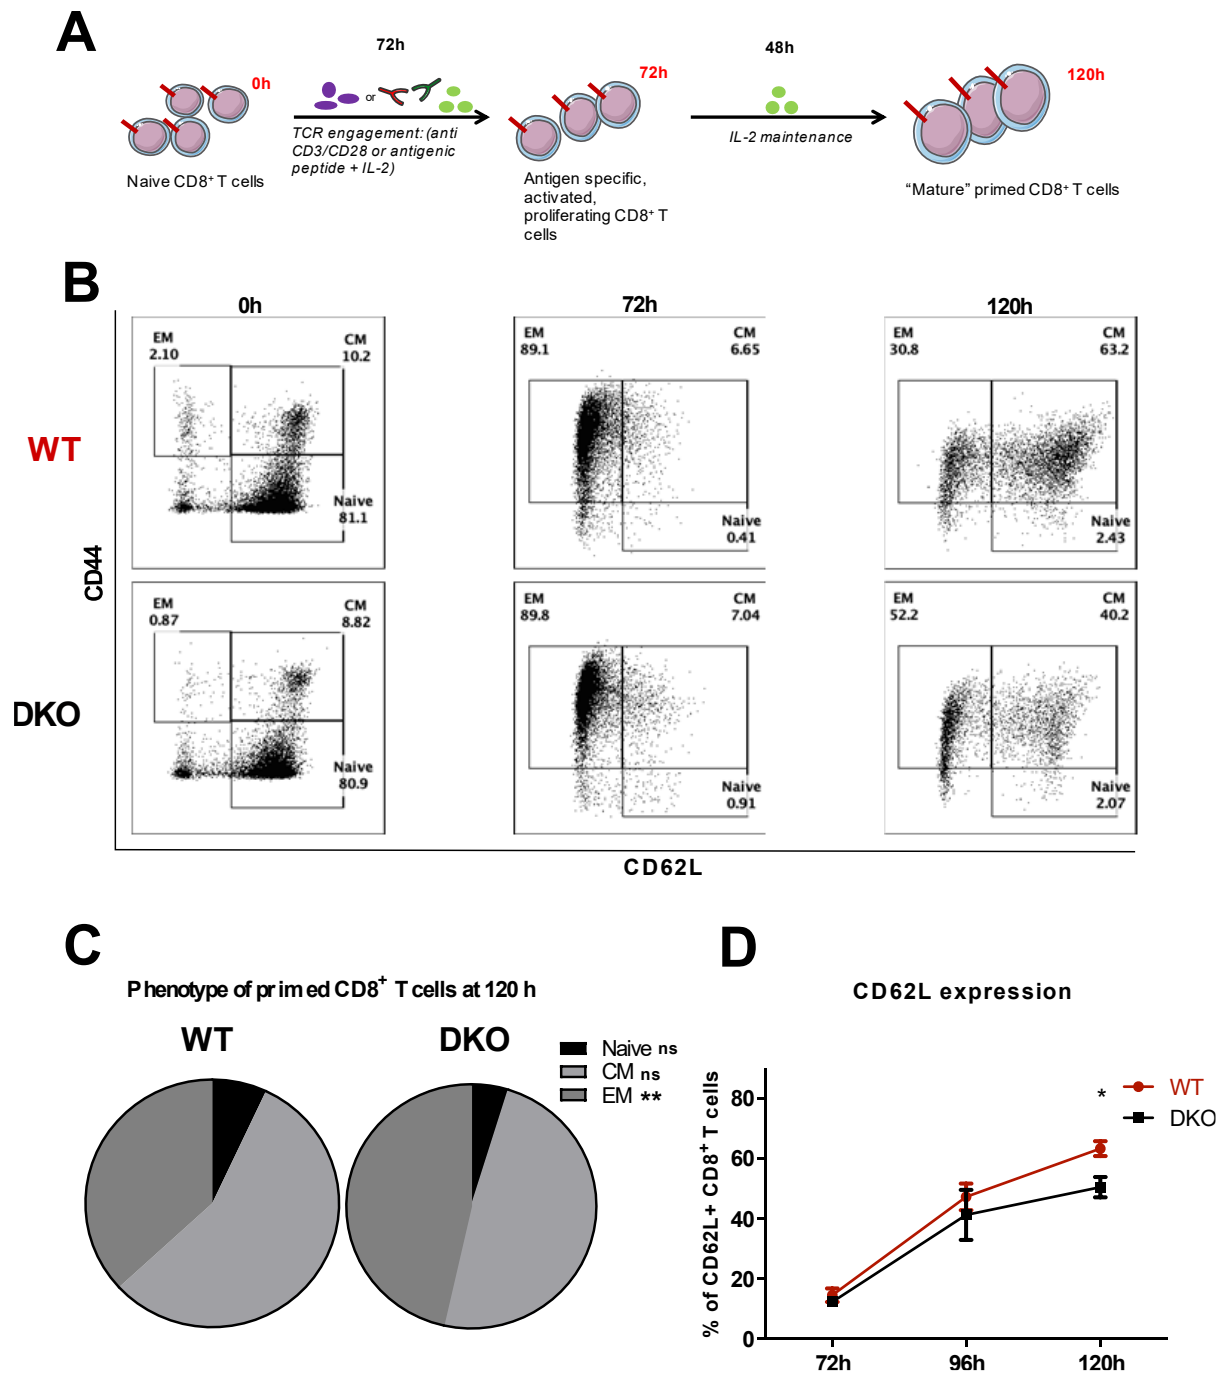 A
72h
48h
0h
72h
120h
or
TCR engagement: (anti
CD3/CD28 or antigenic
peptide + IL-2)
IL-2 maintenance
Naive CD8⁺ T cells
Antigen specific,
activated,
proliferating CD8⁺ T
cells
“Mature” primed CD8⁺ T cells
B
0h
72h
120h
WT
EM
2.10
CM
10.2
Naive
81.1
EM
89.1
CM
6.65
Naive
0.41
EM
30.8
CM
63.2
Naive
2.43
CD44
DKO
EM
0.87
CM
8.82
Naive
80.9
EM
89.8
CM
7.04
Naive
0.91
EM
52.2
CM
40.2
Naive
2.07
CD62L
C
Phenotype of primed CD8⁺ T cells at 120 h
WT
DKO
Naive ns
CM ns
EM **
D
CD62L expression
% of CD62L+ CD8⁺ T cells
80
60
40
20
0
72h
96h
120h
*
WT
DKO